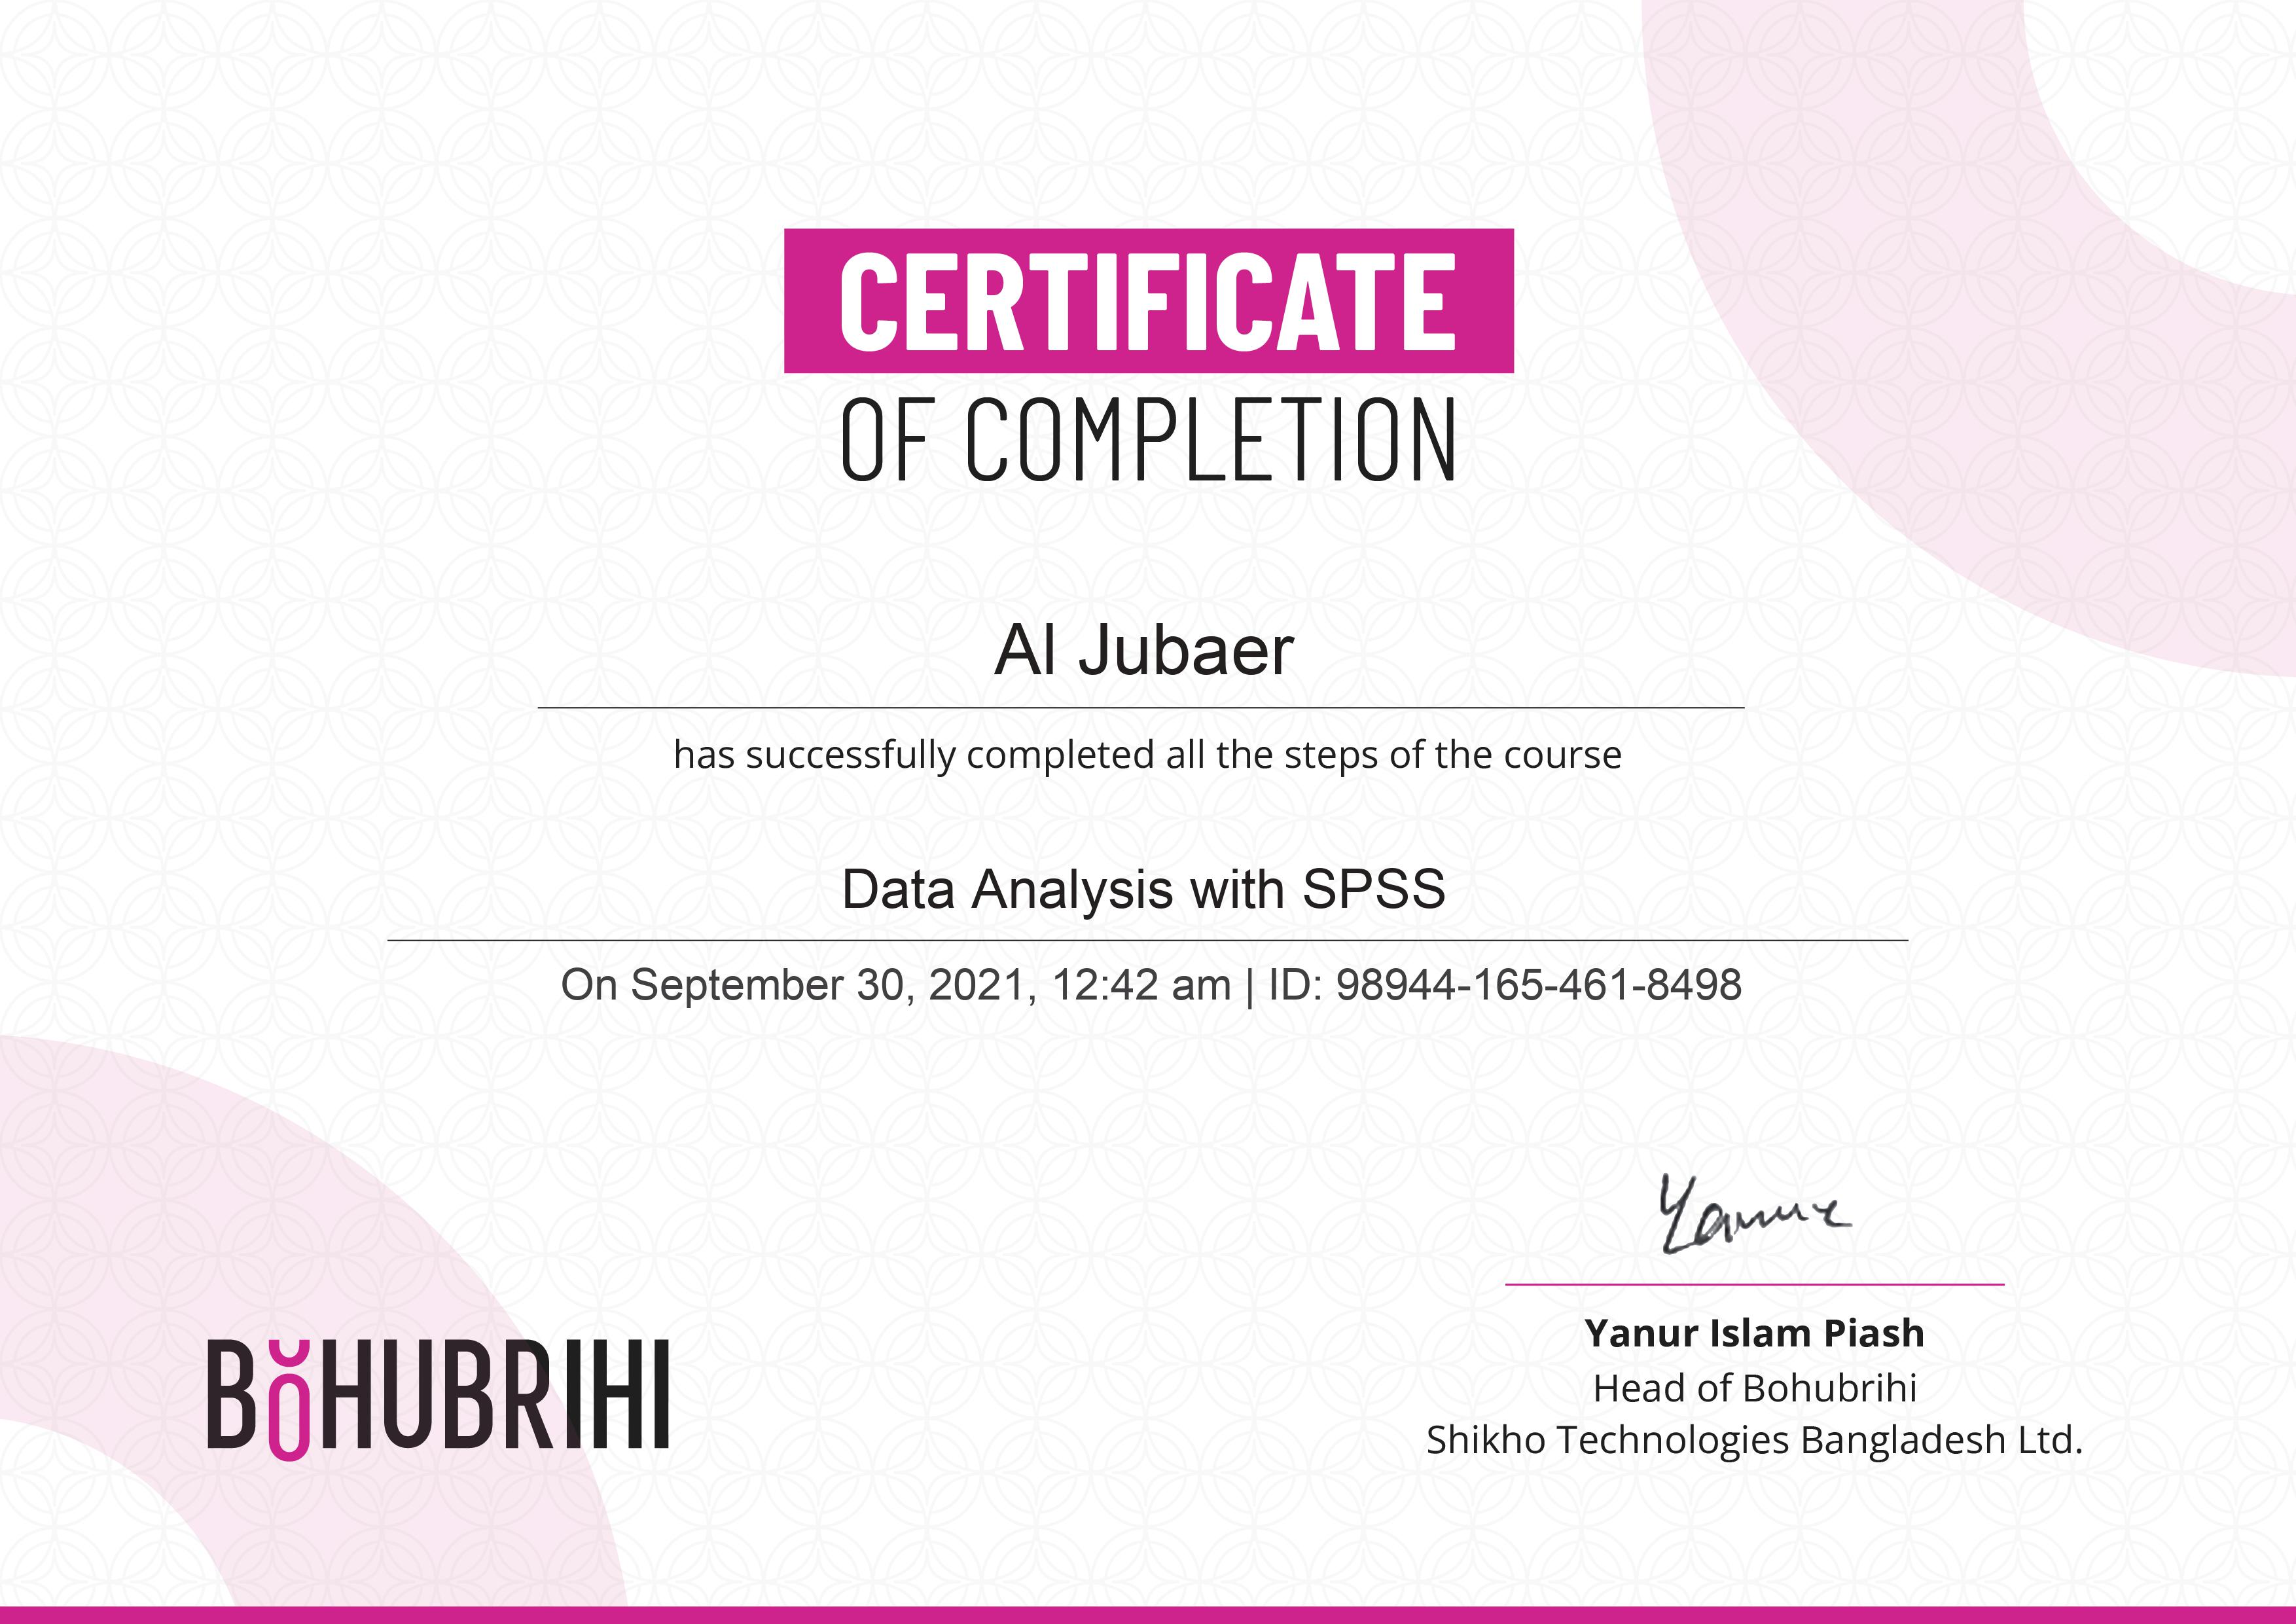 CERTIFICATE
OF COMPLETION
Al Jubaer
has successfully completed all the steps of the course
Data Analysis with SPSS
On September 30, 2021, 12:42 am | ID: 98944-165-461-8498
Yanur
Yanur Islam Piash
Head of Bohubrihi
Shikho Technologies Bangladesh Ltd.
BŏHUBRIHI